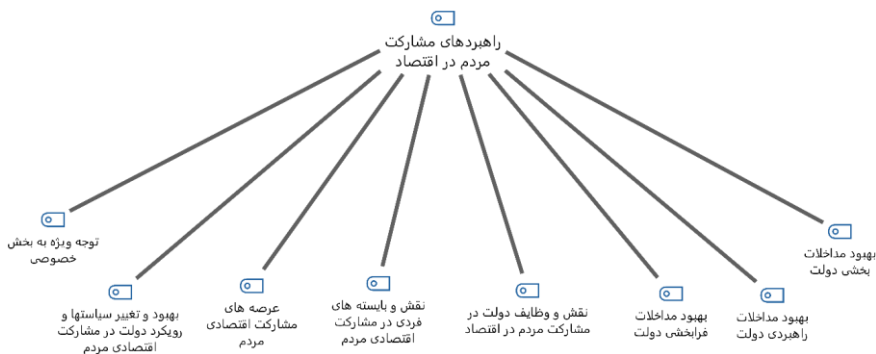 راهبردهای مشارکت
مردم در اقتصاد
بهبود مداخلات
بخشی دولت
بهبود مداخلات
راهبردی دولت
بهبود مداخلات
فرابخشی دولت
نقش و وظایف دولت در
مشارکت مردم در اقتصاد
نقش و بایسته های
فردی در مشارکت
اقتصادی مردم
عرصه های
مشارکت اقتصادی
مردم
بهبود و تغییر سیاستها و
رویکرد دولت در مشارکت
اقتصادی مردم
توجه ویژه به بخش
خصوصی